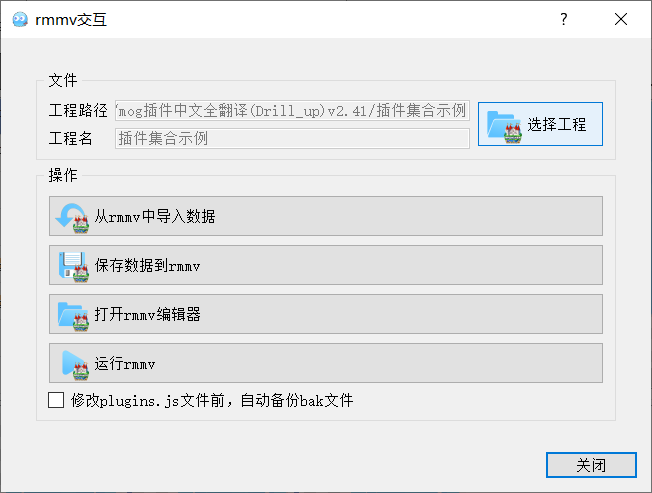 rmmv交互
文件
工程路径 mog插件中文全翻译(Drill_up)v2.41/插件集合示例
选择工程
工程名 插件集合示例
操作
从rmmv中导入数据
保存数据到rmmv
打开rmmv编辑器
运行rmmv
修改plugins.js文件前，自动备份bak文件
关闭